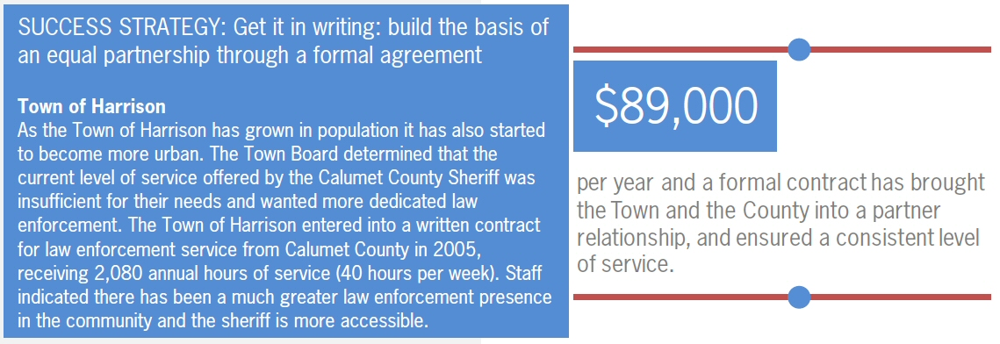 SUCCESS STRATEGY: Get it in writing: build the basis of
an equal partnership through a formal agreement
Town of Harrison
As the Town of Harrison has grown in population it has also started
to become more urban. The Town Board determined that the
current level of service offered by the Calumet County Sheriff was
insufficient for their needs and wanted more dedicated law
enforcement. The Town of Harrison entered into a written contract
for law enforcement service from Calumet County in 2005,
receiving 2,080 annual hours of service (40 hours per week). Staff
indicated there has been a much greater law enforcement presence
in the community and the sheriff is more accessible.
$89,000
per year and a formal contract has brought
the Town and the County into a partner
relationship, and ensured a consistent level
of service.